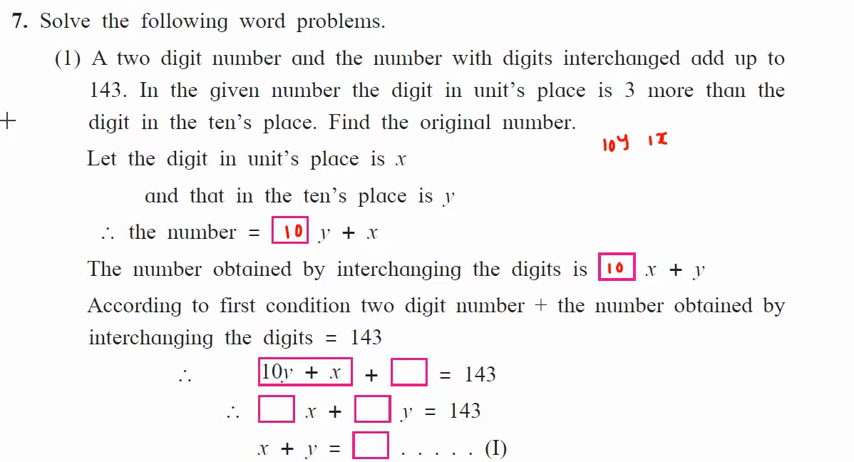 7. Solve the following word problems.
(1) A two digit number and the number with digits interchanged add up to
143. In the given number the digit in unit's place is 3 more than the
digit in the ten's place. Find the original number.
10y 1x
Let the digit in unit's place is x
and that in the ten's place is y
∴ the number = 10 y + x
The number obtained by interchanging the digits is 10 x + y
According to first condition two digit number + the number obtained by
interchanging the digits = 143
∴ 10y + x + □ = 143
∴ □ x + □ y = 143
x + y = □ . . . . . (I)